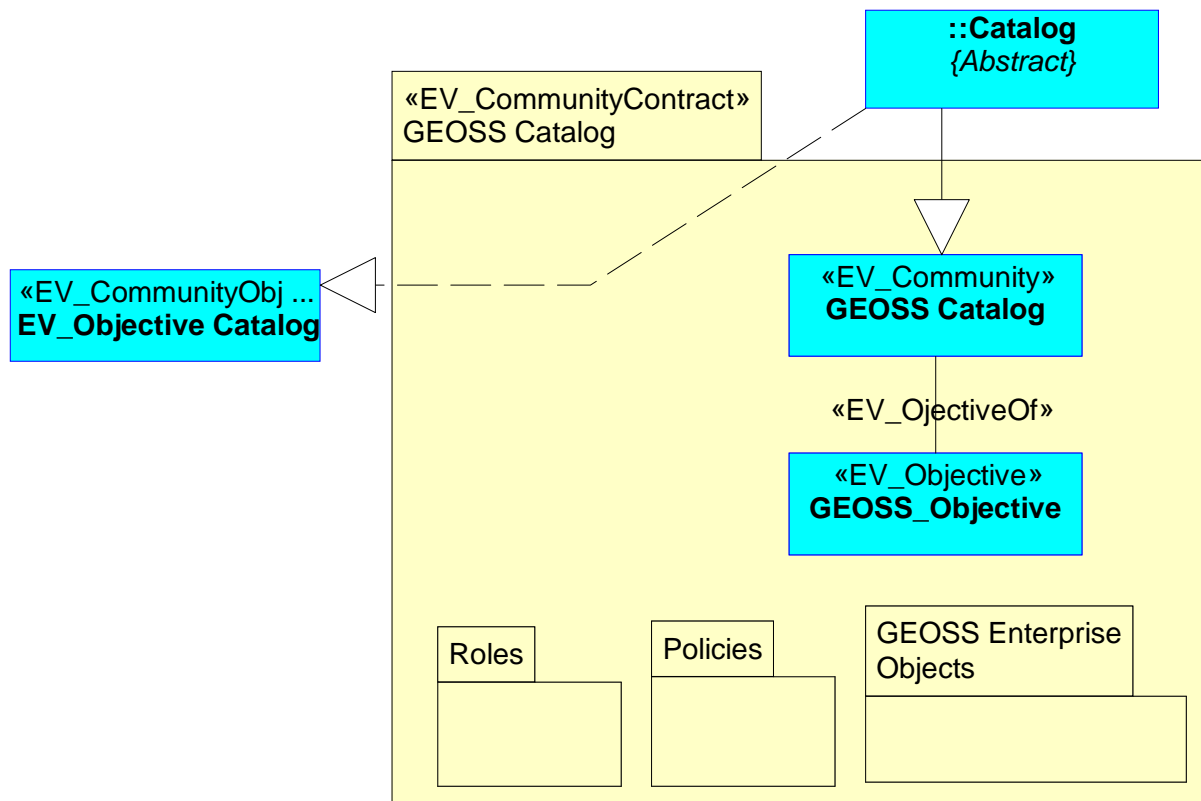 ::Catalog
{Abstract}
«EV_CommunityContract»
GEOSS Catalog
«EV_CommunityObj ...
EV_Objective Catalog
«EV_Community»
GEOSS Catalog
«EV_OjectiveOf»
«EV_Objective»
GEOSS_Objective
Roles
Policies
GEOSS Enterprise
Objects